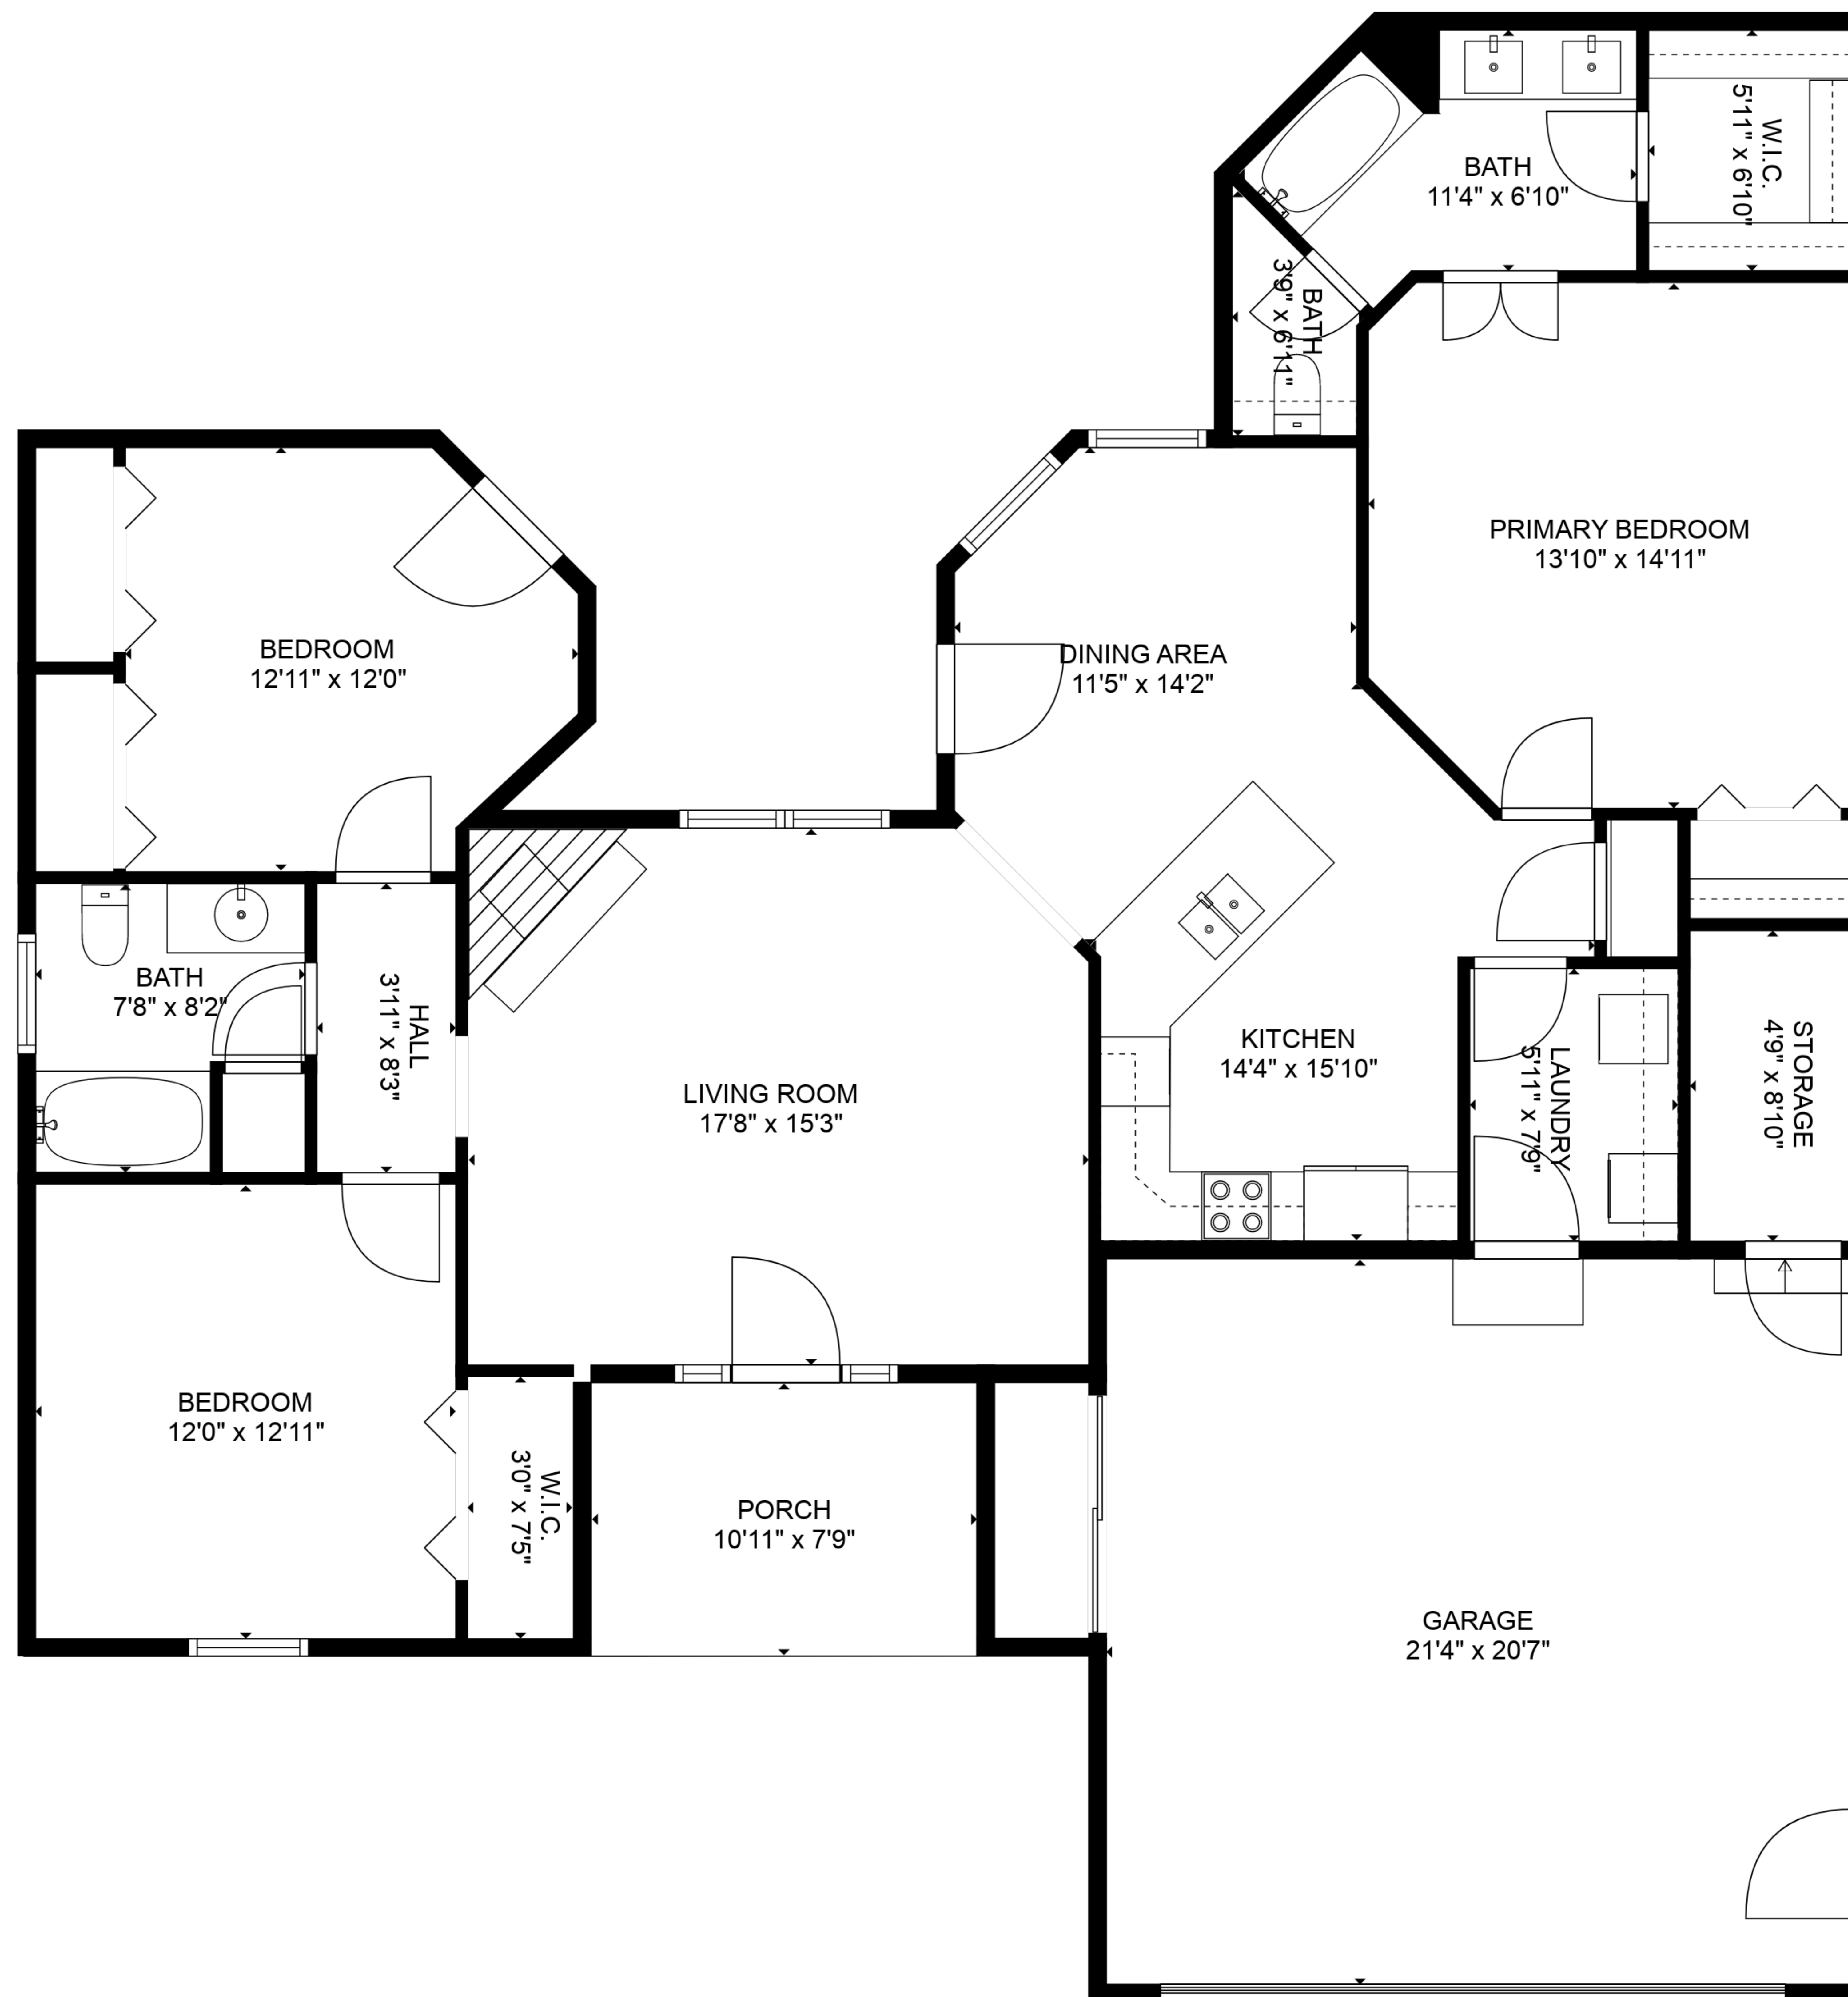 BATH
11'4" x 6'10"
W.I.C.
5'11" x 6'10"
BATH
3'9" x 6'11"
PRIMARY BEDROOM
13'10" x 14'11"
BEDROOM
12'11" x 12'0"
DINING AREA
11'5" x 14'2"
BATH
7'8" x 8'2"
HALL
3'11" x 8'3"
LIVING ROOM
17'8" x 15'3"
KITCHEN
14'4" x 15'10"
LAUNDRY
5'11" x 7'9"
STORAGE
4'9" x 8'10"
BEDROOM
12'0" x 12'11"
W.I.C.
3'0" x 7'5"
PORCH
10'11" x 7'9"
GARAGE
21'4" x 20'7"